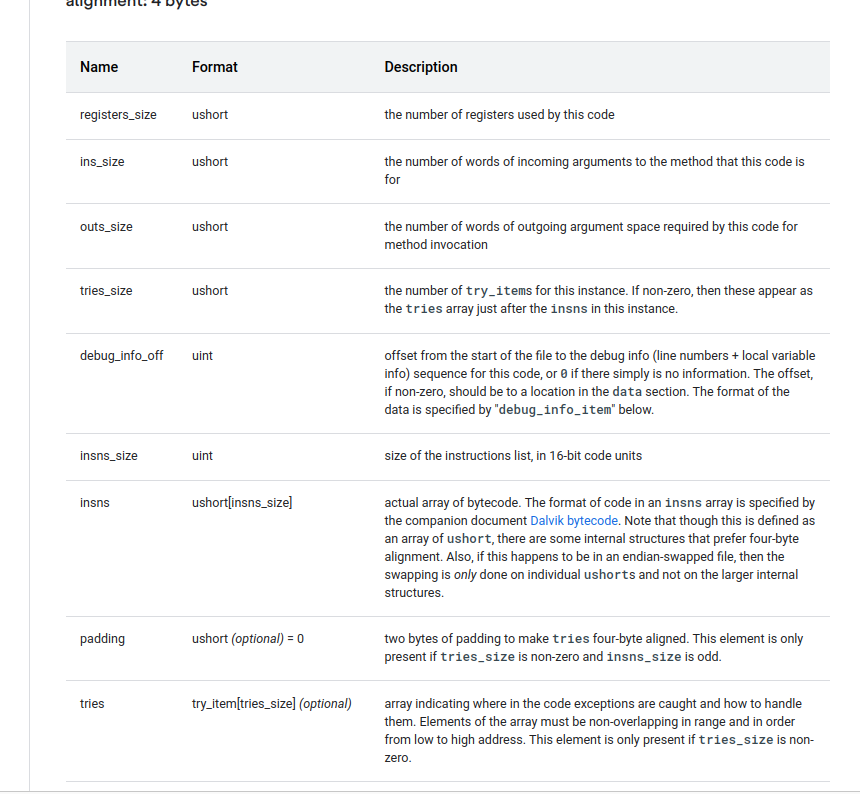 alignment: 4 bytes
Name Format Description
registers_size ushort the number of registers used by this code
ins_size ushort the number of words of incoming arguments to the method that this code is
for
outs_size ushort the number of words of outgoing argument space required by this code for
method invocation
tries_size ushort the number of try_items for this instance. If non-zero, then these appear as
the tries array just after the insns in this instance.
debug_info_off uint offset from the start of the file to the debug info (line numbers + local variable
info) sequence for this code, or 0 if there simply is no information. The offset,
if non-zero, should be to a location in the data section. The format of the
data is specified by "debug_info_item" below.
insns_size uint size of the instructions list, in 16-bit code units
insns ushort[insns_size] actual array of bytecode. The format of code in an insns array is specified by
the companion document Dalvik bytecode. Note that though this is defined as
an array of ushort, there are some internal structures that prefer four-byte
alignment. Also, if this happens to be in an endian-swapped file, then the
swapping is only done on individual ushorts and not on the larger internal
structures.
padding ushort (optional) = 0 two bytes of padding to make tries four-byte aligned. This element is only
present if tries_size is non-zero and insns_size is odd.
tries try_item[tries_size] (optional) array indicating where in the code exceptions are caught and how to handle
them. Elements of the array must be non-overlapping in range and in order
from low to high address. This element is only present if tries_size is non-
zero.